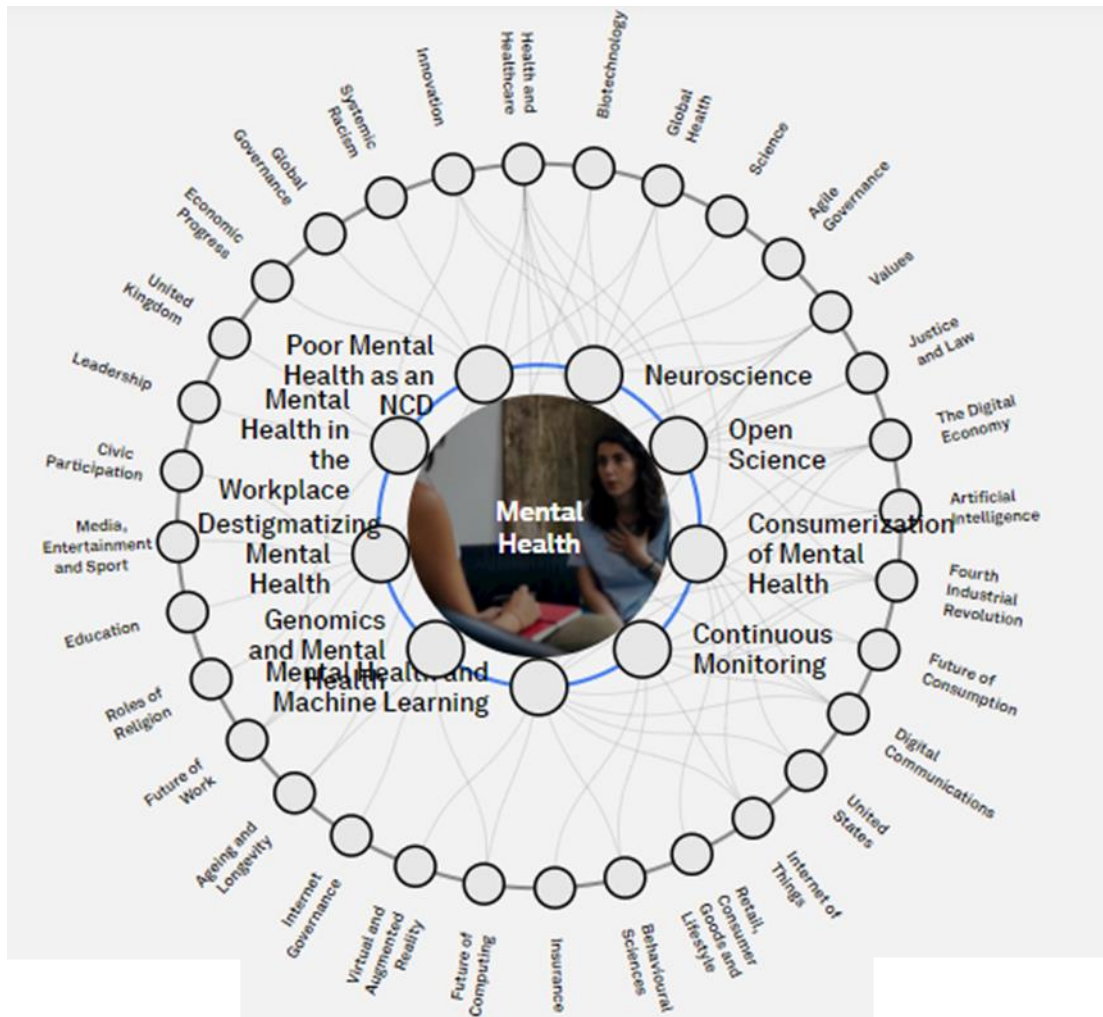 Mental
Health
Poor Mental
Health as an
NCD
Mental
Health in
the
Workplace
Destigmatizing
Mental
Health
Genomics
and Mental
Health
Mental Health and
Machine Learning
Neuroscience
Open
Science
Consumerization
of Mental
Health
Continuous
Monitoring
Health and
Healthcare
Biotechnology
Global
Health
Science
Agile
Governance
Values
Justice
and Law
The Digital
Economy
Artificial
Intelligence
Fourth
Industrial
Revolution
Future of
Consumption
Digital
Communications
United
States
Internet of
Things
Retail,
Consumer
Goods and
Lifestyle
Behavioural
Sciences
Insurance
Future of
Computing
Virtual and
Augmented
Reality
Internet
Governance
Ageing and
Longevity
Future of
Work
Roles of
Religion
Education
Media,
Entertainment
and Sport
Civic
Participation
Leadership
United
Kingdom
Economic
Progress
Global
Governance
Systemic
Racism
Innovation